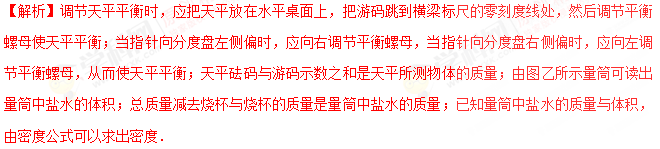 【解析】调节天平平衡时，应把天平放在水平桌面上，把游码跳到横梁标尺的零刻度线处，然后调节平衡
螺母使天平平衡；当指针向分度盘左侧偏时，应向右调节平衡螺母，当指针向分度盘右侧偏时，应向左调
节平衡螺母，从而使天平平衡；天平砝码与游码示数之和是天平所测物体的质量；由图乙所示量筒可读出
量筒中盐水的体积；总质量减去烧杯与烧杯的质量是量筒中盐水的质量；已知量筒中盐水的质量与体积，
由密度公式可以求出密度．